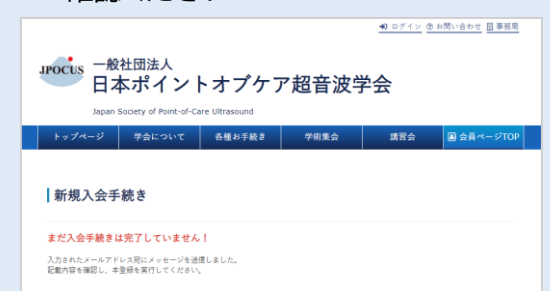 ログイン お問い合わせ 事務局
JPOCUS
一般社団法人
日本ポイントオブケア超音波学会
Japan Society of Point-of-Care Ultrasound
トップページ 学会について 各種お手続き 学術集会 講習会 会員ページTOP
新規入会手続き
まだ入会手続きは完了していません！
入力されたメールアドレス宛にメッセージを送信しました。
記載内容を確認し、本登録を実行してください。